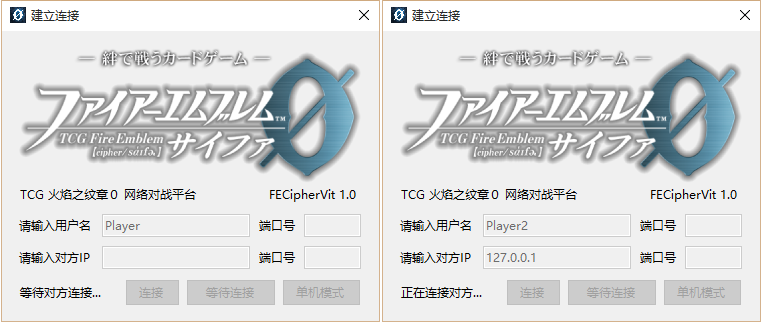 建立连接
絆で戦うカードゲーム
ファイアーエムブレム™
TCG Fire Emblem
【cipher/sáɪfə.】 サイファ
TCG 火焰之纹章０ 网络对战平台 FECipherVit 1.0
请输入用户名 Player 端口号
请输入对方IP 端口号
等待对方连接... 连接 等待连接 单机模式
建立连接
絆で戦うカードゲーム
ファイアーエムブレム™
TCG Fire Emblem
【cipher/sáɪfə.】 サイファ
TCG 火焰之纹章０ 网络对战平台 FECipherVit 1.0
请输入用户名 Player2 端口号
请输入对方IP 127.0.0.1 端口号
正在连接对方... 连接 等待连接 单机模式